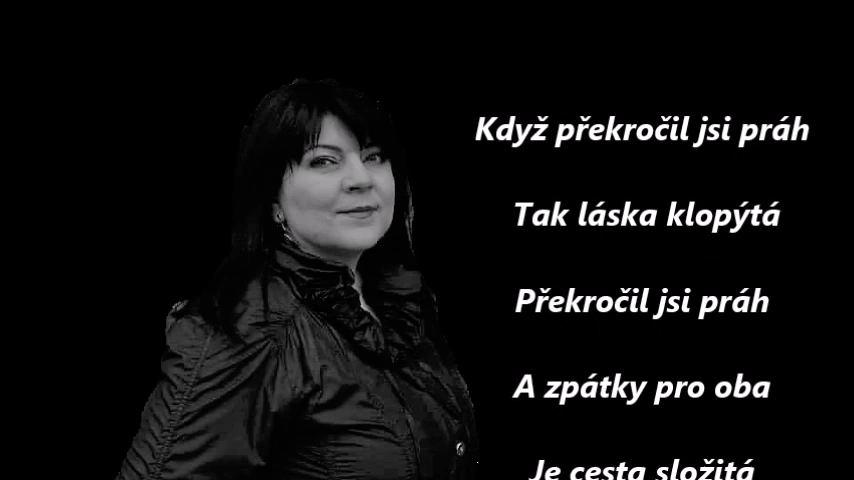 Když překročil jsi práh
Tak láska klopýtá
Překročil jsi práh
A zpátky pro oba
Je cesta složitá